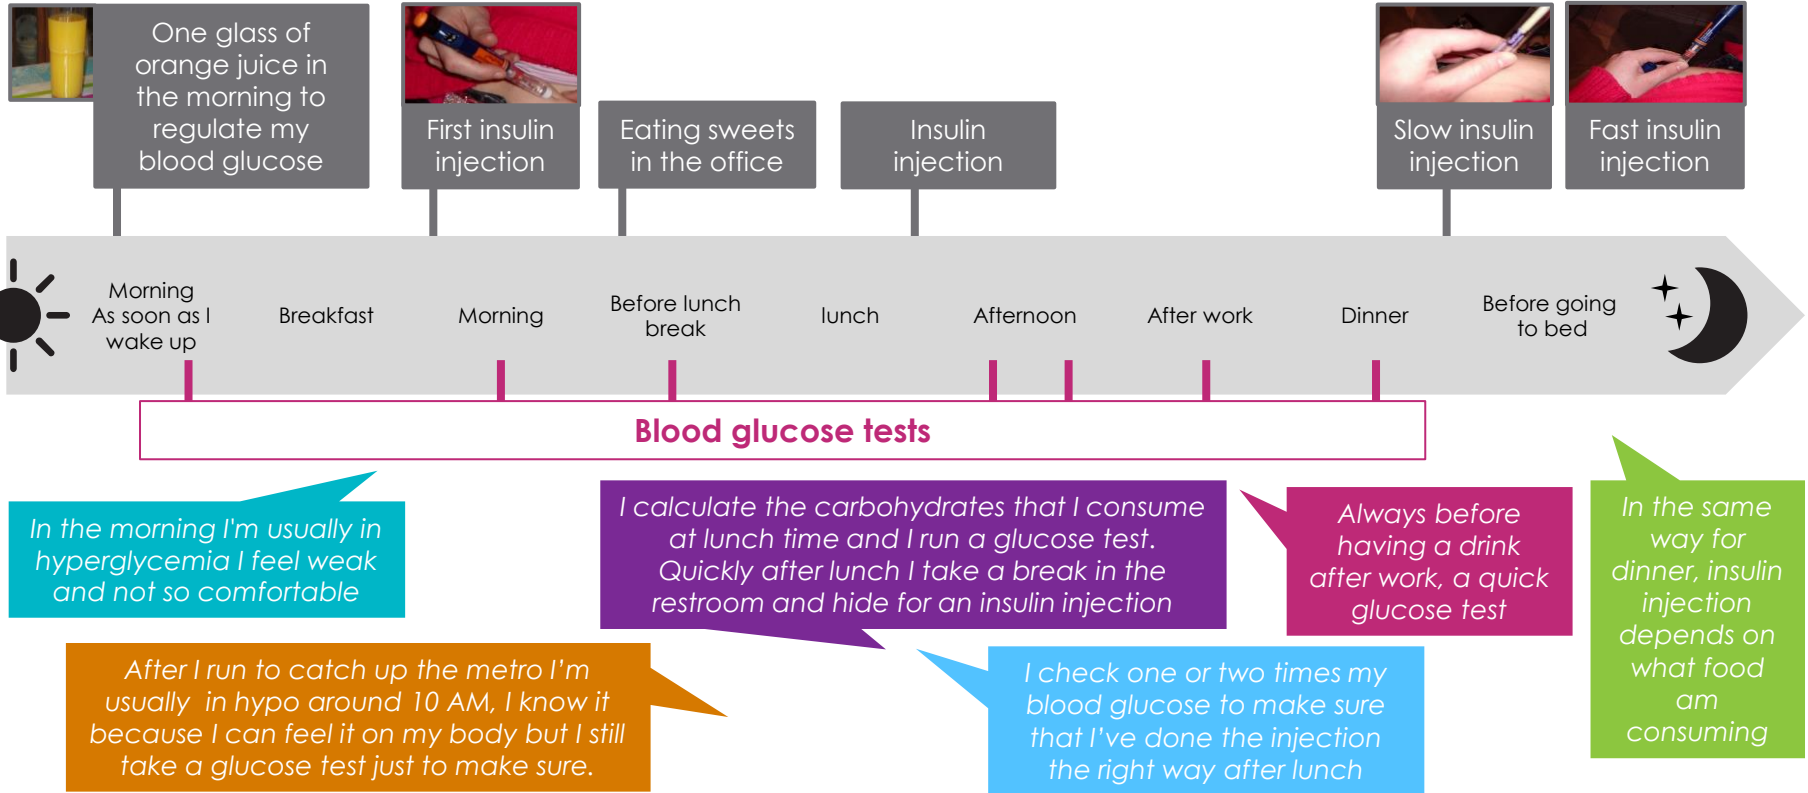 One glass of
orange juice in
the morning to
regulate my
blood glucose
First insulin
injection
Eating sweets
in the office
Insulin
injection
Slow insulin
injection
Fast insulin
injection
Morning
As soon as I
wake up
Breakfast
Morning
Before lunch
break
lunch
Afternoon
After work
Dinner
Before going
to bed
Blood glucose tests
In the morning I'm usually in
hyperglycemia I feel weak
and not so comfortable
After I run to catch up the metro I’m
usually in hypo around 10 AM, I know it
because I can feel it on my body but I still
take a glucose test just to make sure.
I calculate the carbohydrates that I consume
at lunch time and I run a glucose test.
Quickly after lunch I take a break in the
restroom and hide for an insulin injection
I check one or two times my
blood glucose to make sure
that I’ve done the injection
the right way after lunch
Always before
having a drink
after work, a quick
glucose test
In the same
way for
dinner, insulin
injection
depends on
what food
am
consuming